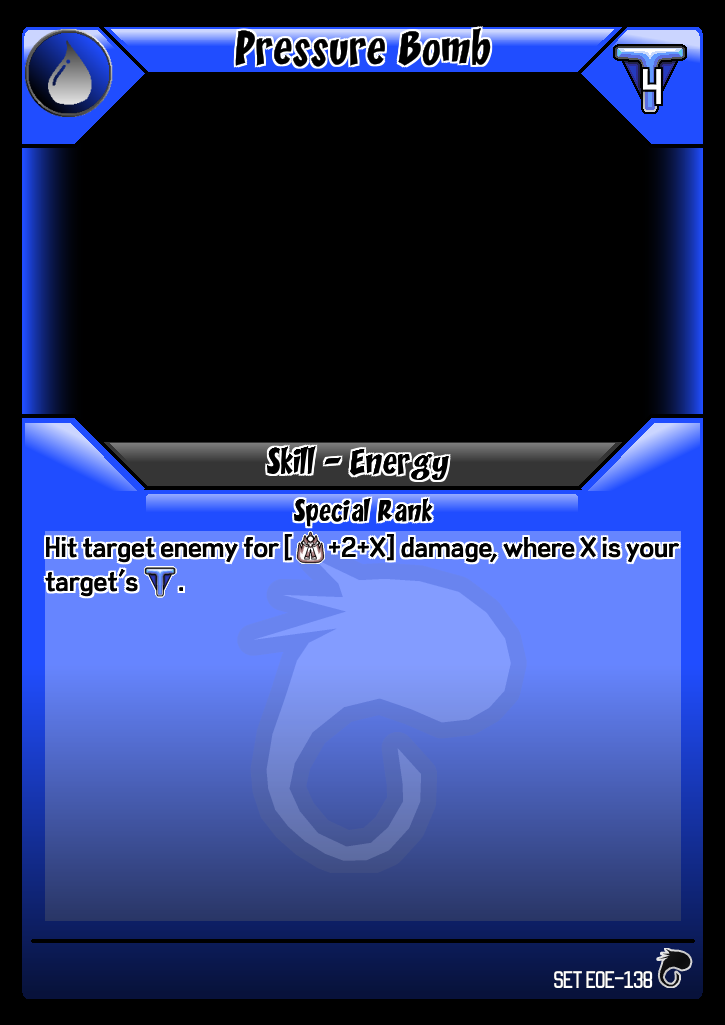 Pressure Bomb
4
Skill - Energy
Special Rank
Hit target enemy for [ +2+X] damage, where X is your
target's T.
SET EOE-138